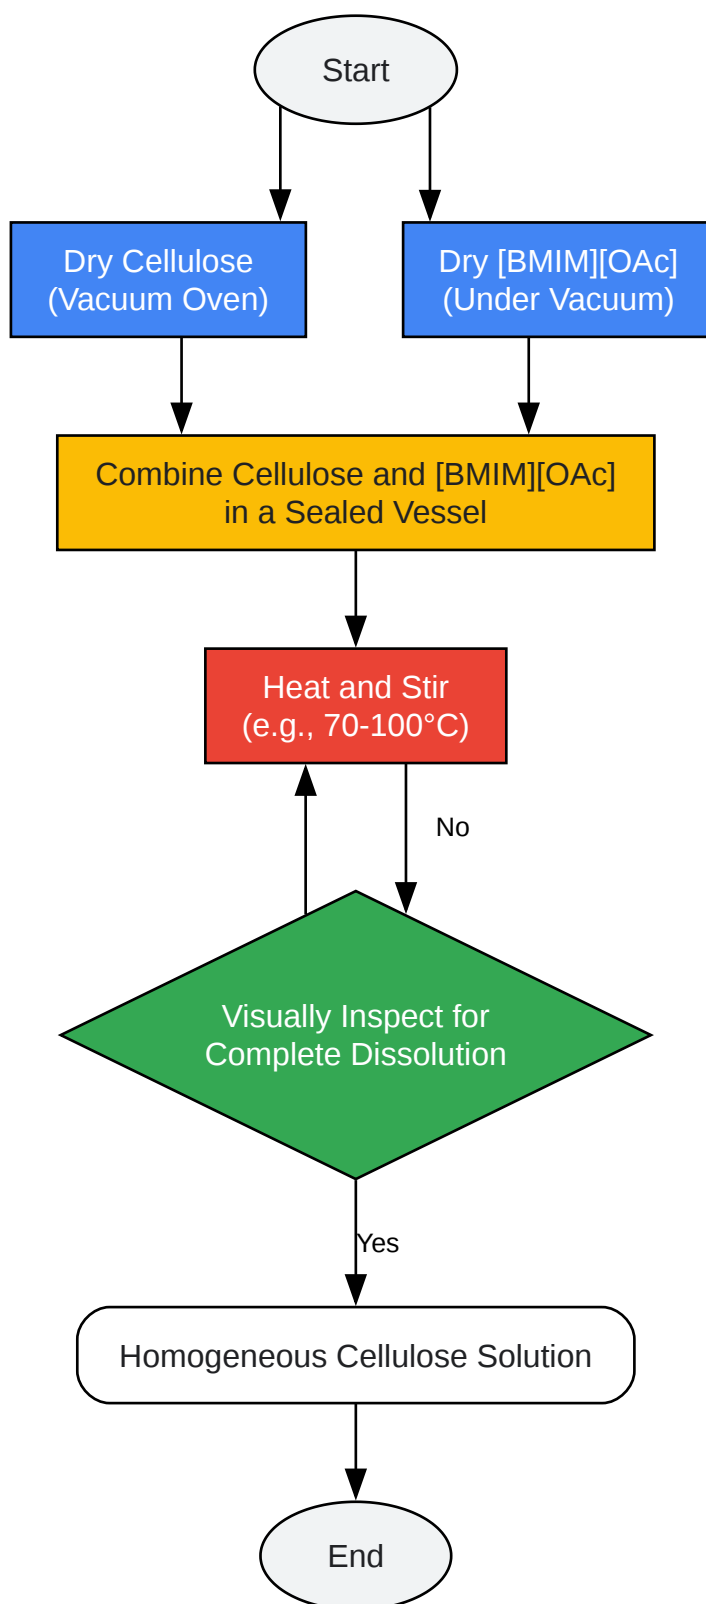 Start
Dry Cellulose
(Vacuum Oven)
Dry [BMIM][OAc]
(Under Vacuum)
Combine Cellulose and [BMIM][OAc]
in a Sealed Vessel
Heat and Stir
(e.g., 70-100°C)
No
Visually Inspect for
Complete Dissolution
Yes
Homogeneous Cellulose Solution
End